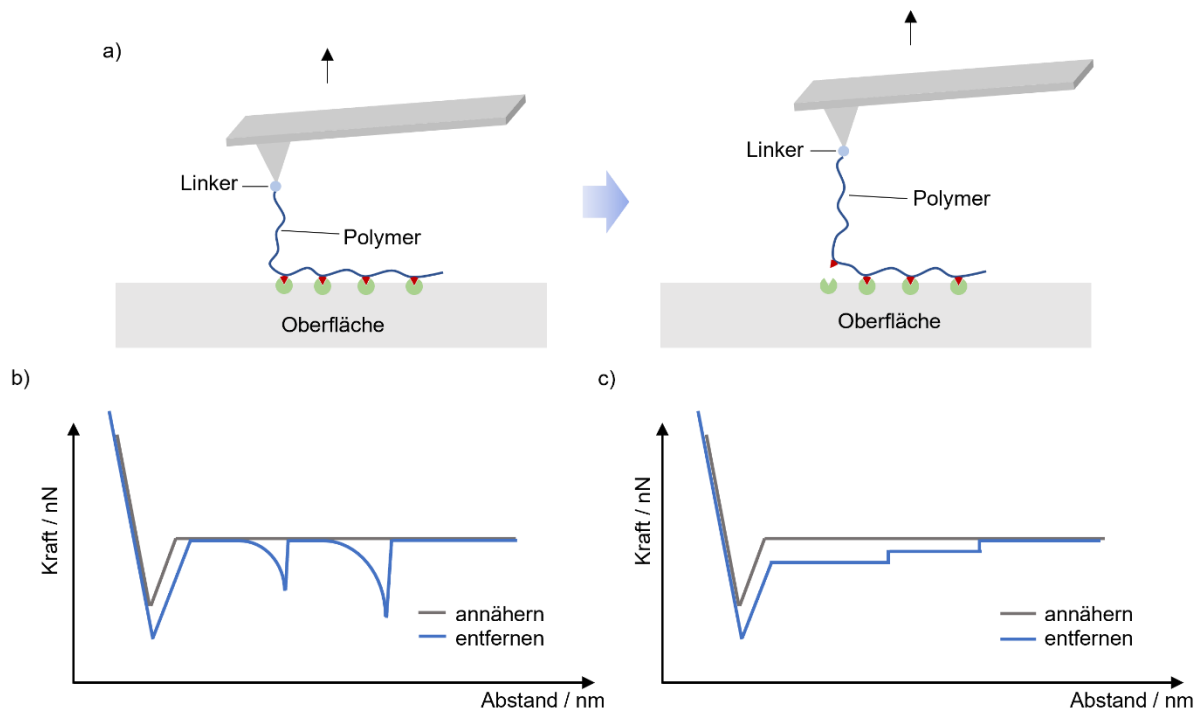 a)
Linker
Polymer
Oberfläche
Linker
Polymer
Oberfläche
b)
Kraft / nN
annähern
entfernen
Abstand / nm
c)
Kraft / nN
annähern
entfernen
Abstand / nm